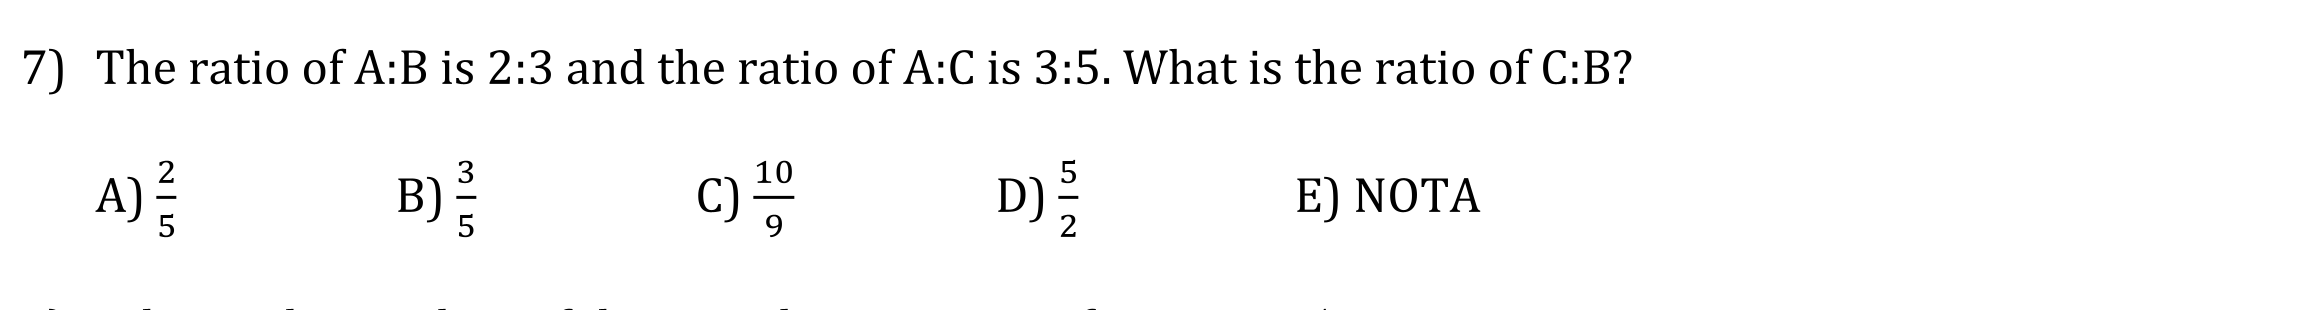 7) The ratio of A:B is 2:3 and the ratio of A:C is 3:5. What is the ratio of C:B?
A) 2/5 B) 3/5 C) 10/9 D) 5/2 E) NOTA